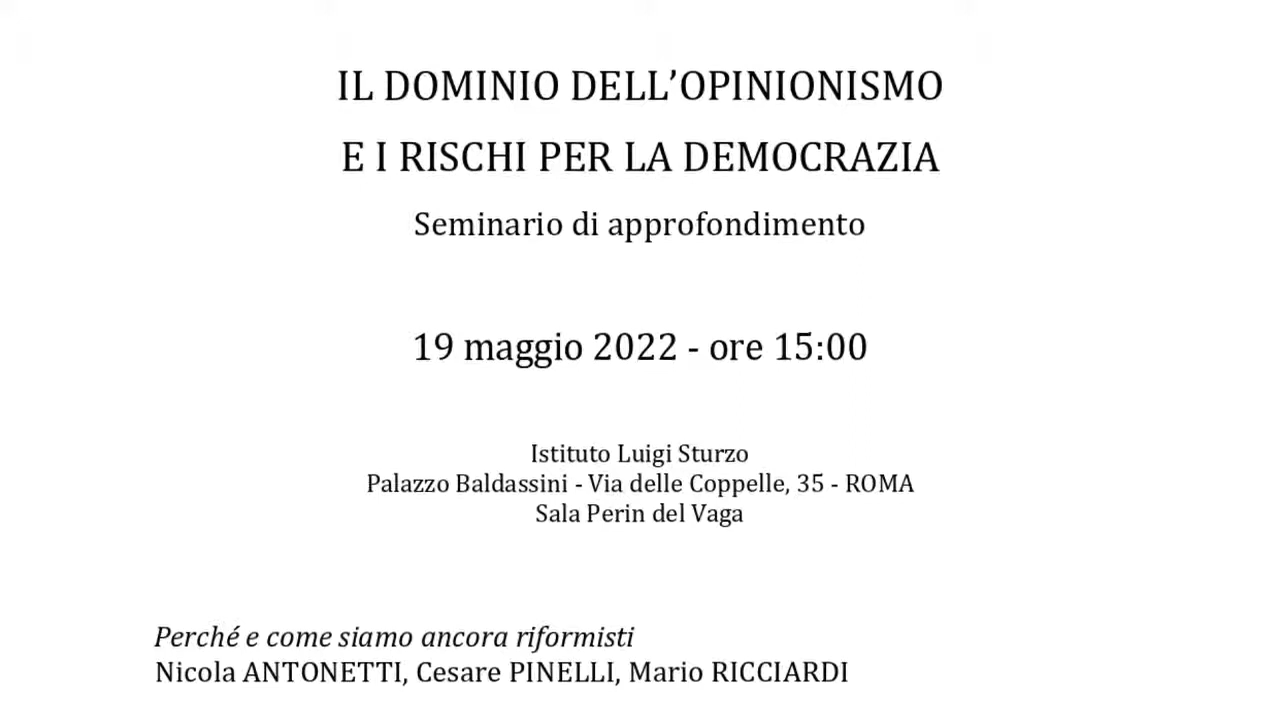 IL DOMINIO DELL’OPINIONISMO
E I RISCHI PER LA DEMOCRAZIA
Seminario di approfondimento
19 maggio 2022 - ore 15:00
Istituto Luigi Sturzo
Palazzo Baldassini - Via delle Coppelle, 35 - ROMA
Sala Perin del Vaga
Perché e come siamo ancora riformisti
Nicola ANTONETTI, Cesare PINELLI, Mario RICCIARDI